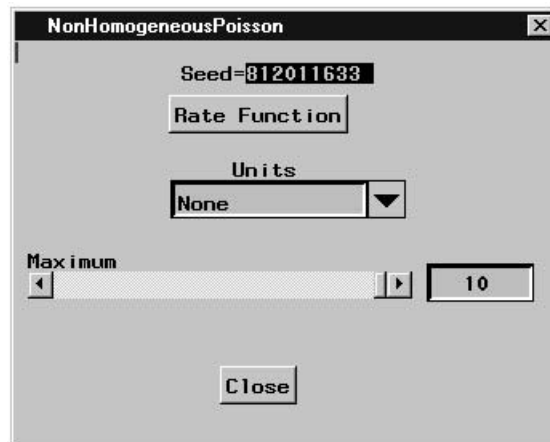 NonHomogeneousPoisson
Seed=812011633
Rate Function
Units
None
Maximum
10
Close